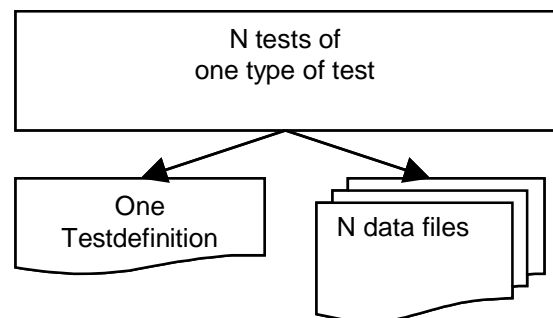 N tests of
one type of test
One
Testdefinition
N data files